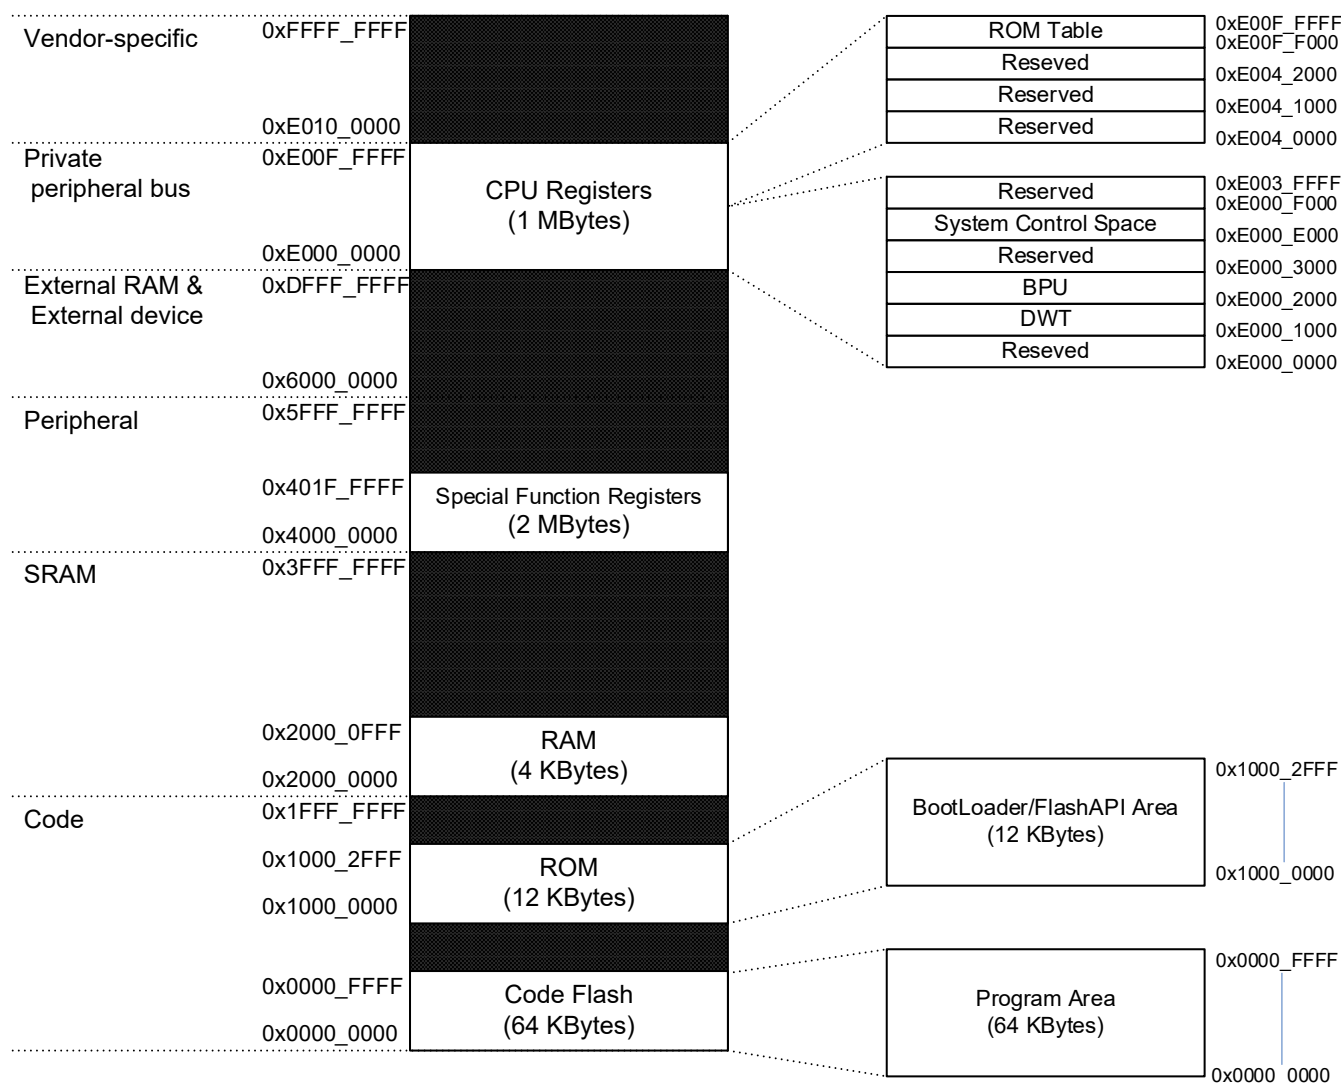 Vendor-specific
0xFFFF_FFFF
0xE010_0000
Private
peripheral bus
0xE00F_FFFF
CPU Registers
(1 MBytes)
0xE000_0000
External RAM &
External device
0xDFFF_FFFF
0x6000_0000
Peripheral
0x5FFF_FFFF
0x401F_FFFF
Special Function Registers
(2 MBytes)
0x4000_0000
SRAM
0x3FFF_FFFF
0x2000_0FFF
RAM
(4 KBytes)
0x2000_0000
Code
0x1FFF_FFFF
0x1000_2FFF
ROM
(12 KBytes)
0x1000_0000
0x0000_FFFF
Code Flash
(64 KBytes)
0x0000_0000
ROM Table
0xE00F_FFFF
0xE00F_F000
Reseved
0xE004_2000
Reserved
0xE004_1000
Reserved
0xE004_0000
Reserved
0xE003_FFFF
0xE000_F000
System Control Space
0xE000_E000
Reserved
0xE000_3000
BPU
0xE000_2000
DWT
0xE000_1000
Reseved
0xE000_0000
BootLoader/FlashAPI Area
(12 KBytes)
0x1000_2FFF
0x1000_0000
Program Area
(64 KBytes)
0x0000_FFFF
0x0000_0000